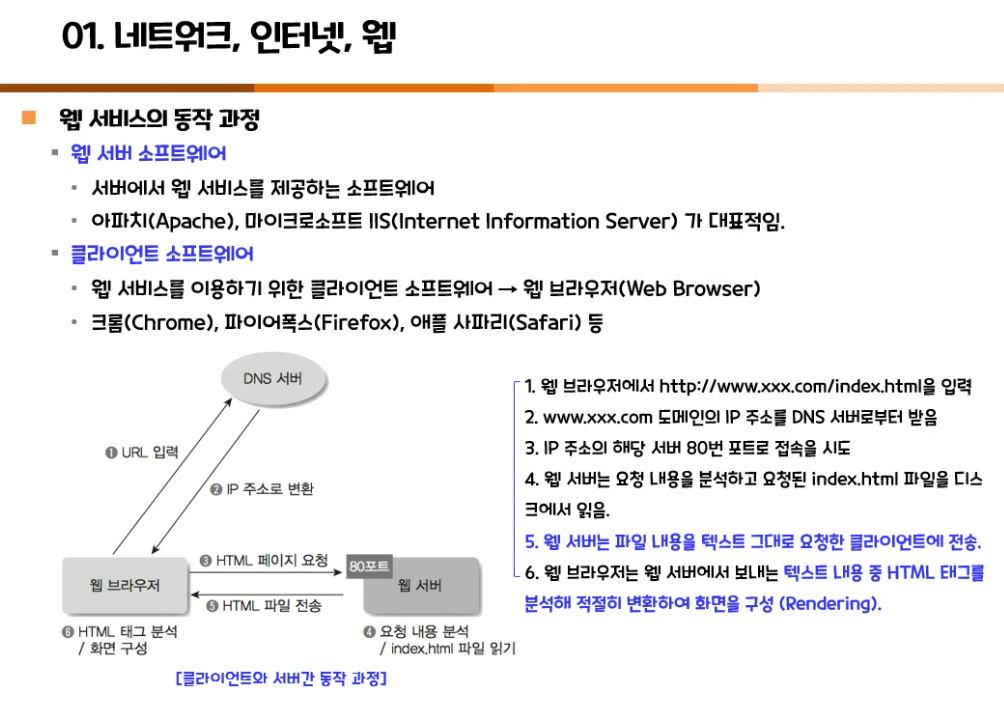 01. 네트워크, 인터넷, 웹
웹 서비스의 동작 과정
웹 서버 소프트웨어
서버에서 웹 서비스를 제공하는 소프트웨어
아파치(Apache), 마이크로소프트 IIS(Internet Information Server) 가 대표적임.
클라이언트 소프트웨어
웹 서비스를 이용하기 위한 클라이언트 소프트웨어 → 웹 브라우저(Web Browser)
크롬(Chrome), 파이어폭스(Firefox), 애플 사파리(Safari) 등
DNS 서버
❶ URL 입력
❷ IP 주소로 변환
❸ HTML 페이지 요청
80포트
웹 브라우저
웹 서버
❺ HTML 파일 전송
❻ HTML 태그 분석
/ 화면 구성
❹ 요청 내용 분석
/ index.html 파일 읽기
[클라이언트와 서버간 동작 과정]
1. 웹 브라우저에서 http://www.xxx.com/index.html을 입력
2. www.xxx.com 도메인의 IP 주소를 DNS 서버로부터 받음
3. IP 주소의 해당 서버 80번 포트로 접속을 시도
4. 웹 서버는 요청 내용을 분석하고 요청된 index.html 파일을 디스
크에서 읽음.
5. 웹 서버는 파일 내용을 텍스트 그대로 요청한 클라이언트에 전송.
6. 웹 브라우저는 웹 서버에서 보내는 텍스트 내용 중 HTML 태그를
분석해 적절히 변환하여 화면을 구성 (Rendering).